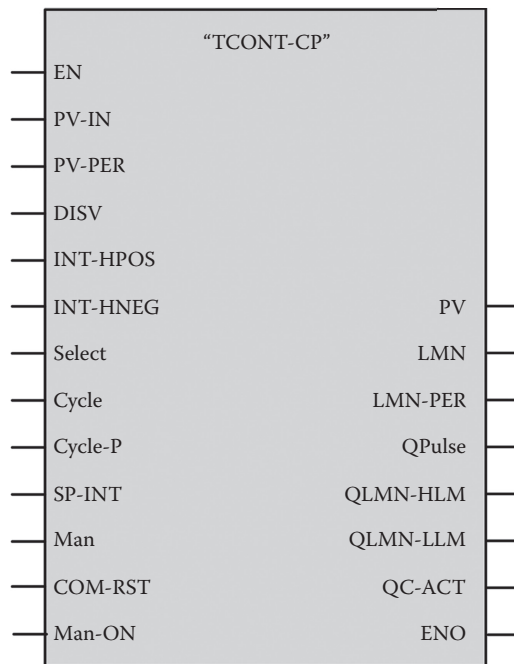 “TCONT-CP”
EN
PV-IN
PV-PER
DISV
INT-HPOS
INT-HNEG PV
Select LMN
Cycle LMN-PER
Cycle-P QPulse
SP-INT QLMN-HLM
Man QLMN-LLM
COM-RST QC-ACT
Man-ON ENO